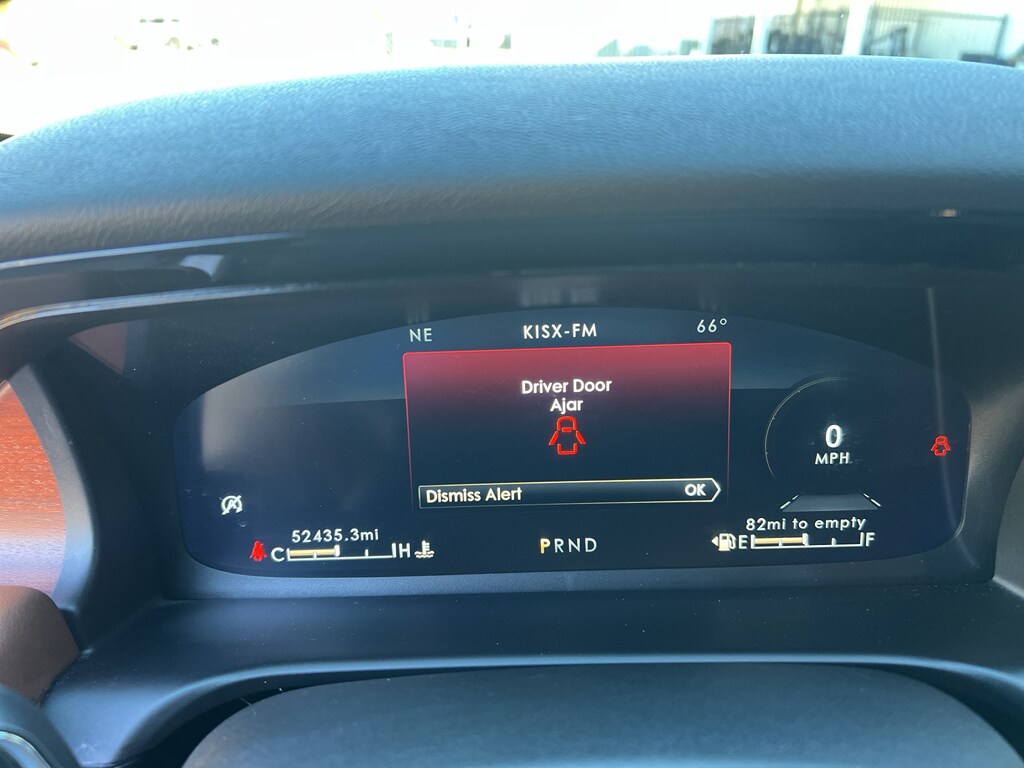 NE KISX-FM 66°
Driver Door
Ajar
0
MPH
Dismiss Alert OK
52435.3mi
82mi to empty
C H
PRND
E F